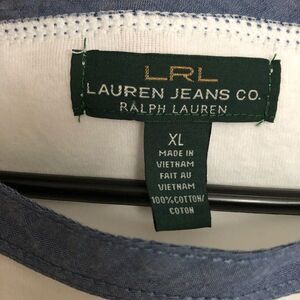 LRL
LAUREN JEANS CO.
RALPH LAUREN
XL
MADE IN
VIETNAM
FAIT AU
VIETNAM
100%COTTON/
COTON